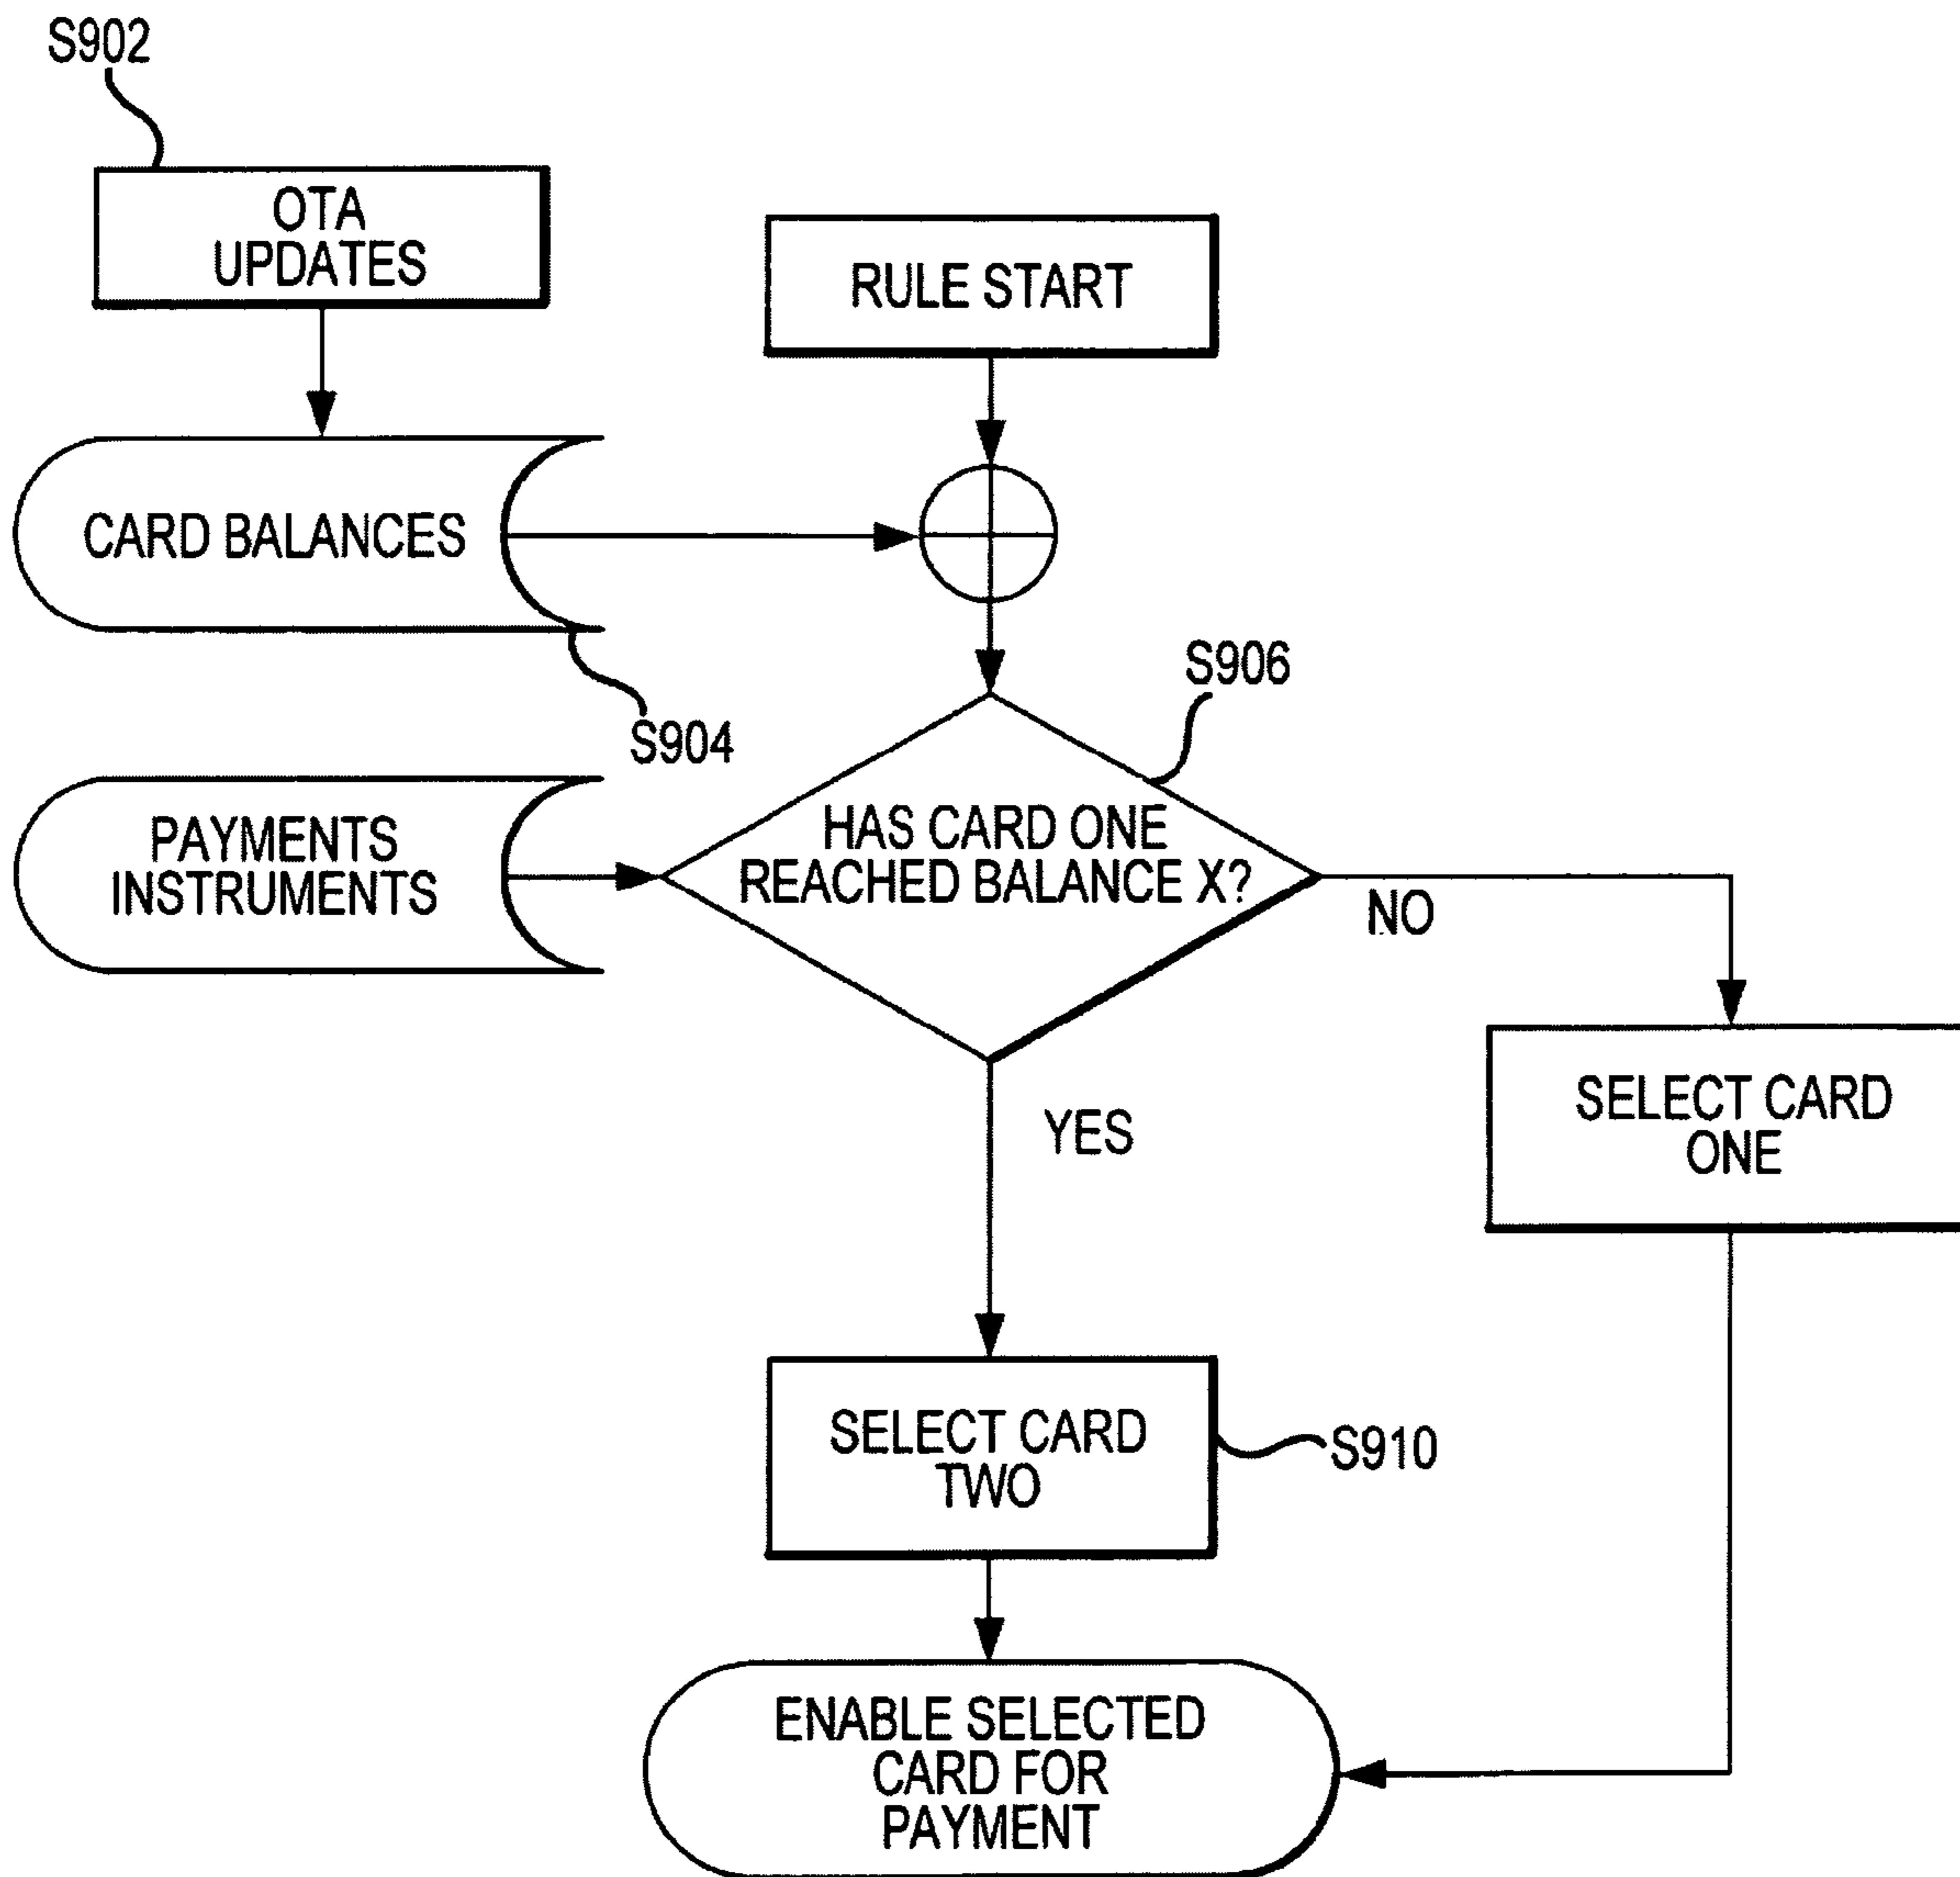 S902
OTA
UPDATES
RULE START
CARD BALANCES
S904
S906
PAYMENTS
INSTRUMENTS
HAS CARD ONE
REACHED BALANCE X?
NO
YES
SELECT CARD
ONE
SELECT CARD
TWO
S910
ENABLE SELECTED
CARD FOR
PAYMENT